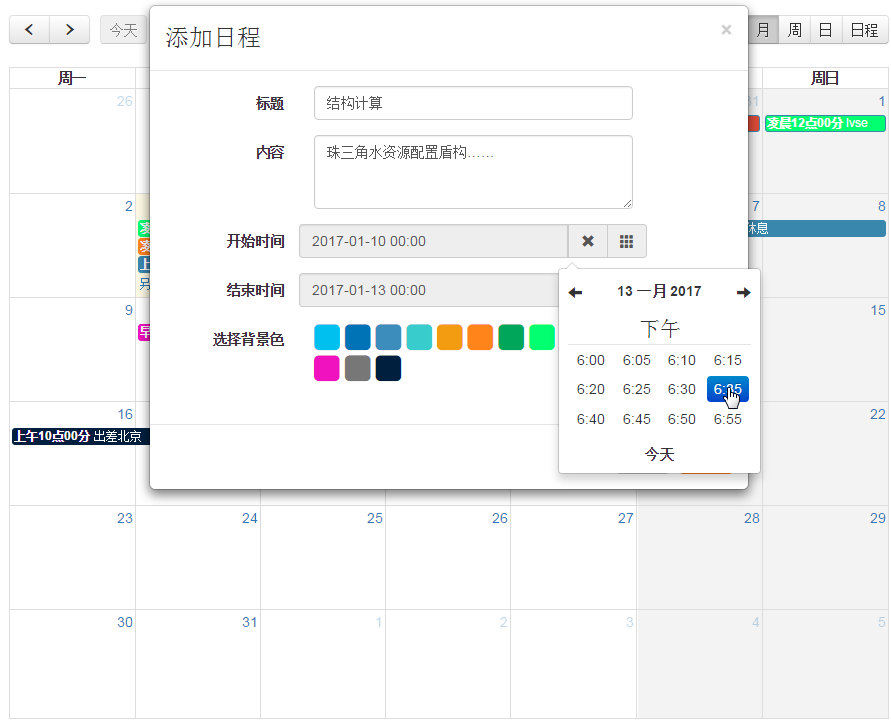 今天
添加日程
×
月
周
日
日程
周一
周日
26
31
1
凌晨12点00分 lvse
标题
结构计算
内容
珠三角水资源配置盾构……
2
7
8
休息
开始时间
2017-01-10 00:00
结束时间
2017-01-13 00:00
13 一月 2017
下午
6:00 6:05 6:10 6:15
6:20 6:25 6:30 6:35
6:40 6:45 6:50 6:55
今天
选择背景色
9
15
16
22
上午10点00分 出差北京
23 24 25 26 27 28 29
30 31 1 2 3 4 5